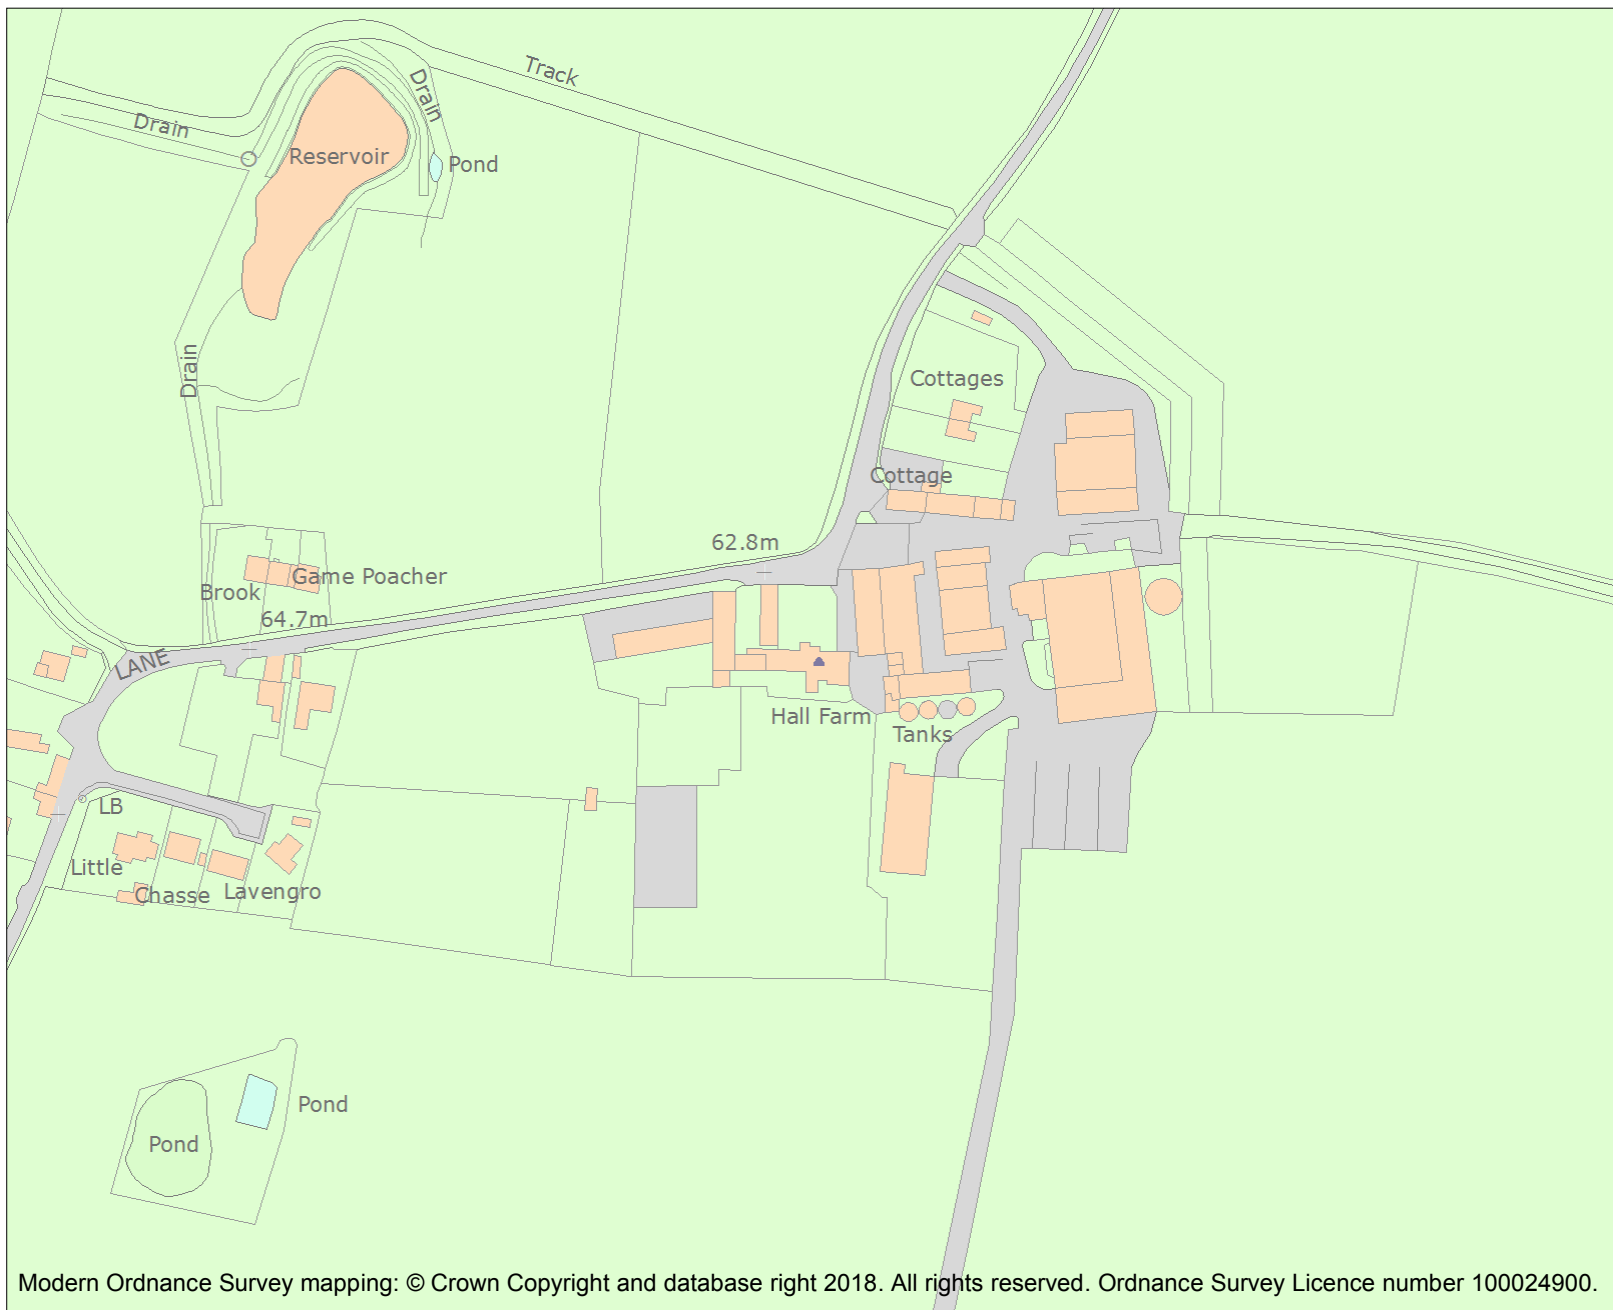 Track
Drain
Drain
Reservoir
Pond
Drain
Cottages
Cottage
62.8m
Game Poacher
Brook
64.7m
LANE
Hall Farm
Tanks
LB
Little
Chasse
Lavengro
Pond
Pond
Modern Ordnance Survey mapping: © Crown Copyright and database right 2018. All rights reserved. Ordnance Survey Licence number 100024900.